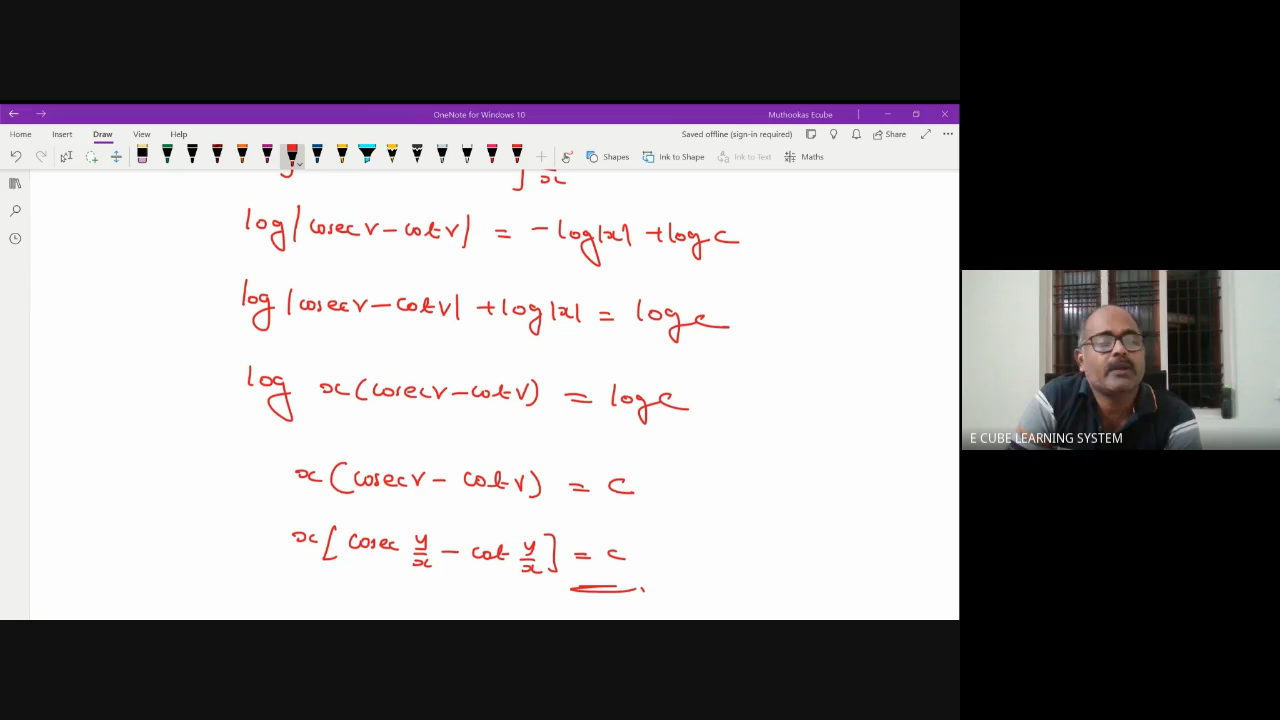 OneNote for Windows 10
Muthookas Ecube
Home Insert Draw View Help
Saved offline (sign-in required) Share
Shapes Ink to Shape Ink to Text Maths
∫ x
log|cosec v - cot v| = -log|x| + log c
log|cosec v - cot v| + log|x| = log c
log x(cosec v - cot v) = log c
x(cosec v - cot v) = c
x[cosec y/x - cot y/x] = c
E CUBE LEARNING SYSTEM